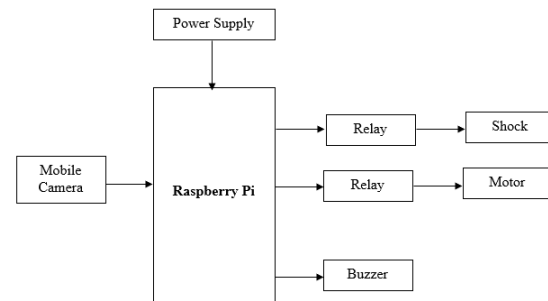 Power Supply
Relay
Shock
Mobile
Camera
Raspberry Pi
Relay
Motor
Buzzer